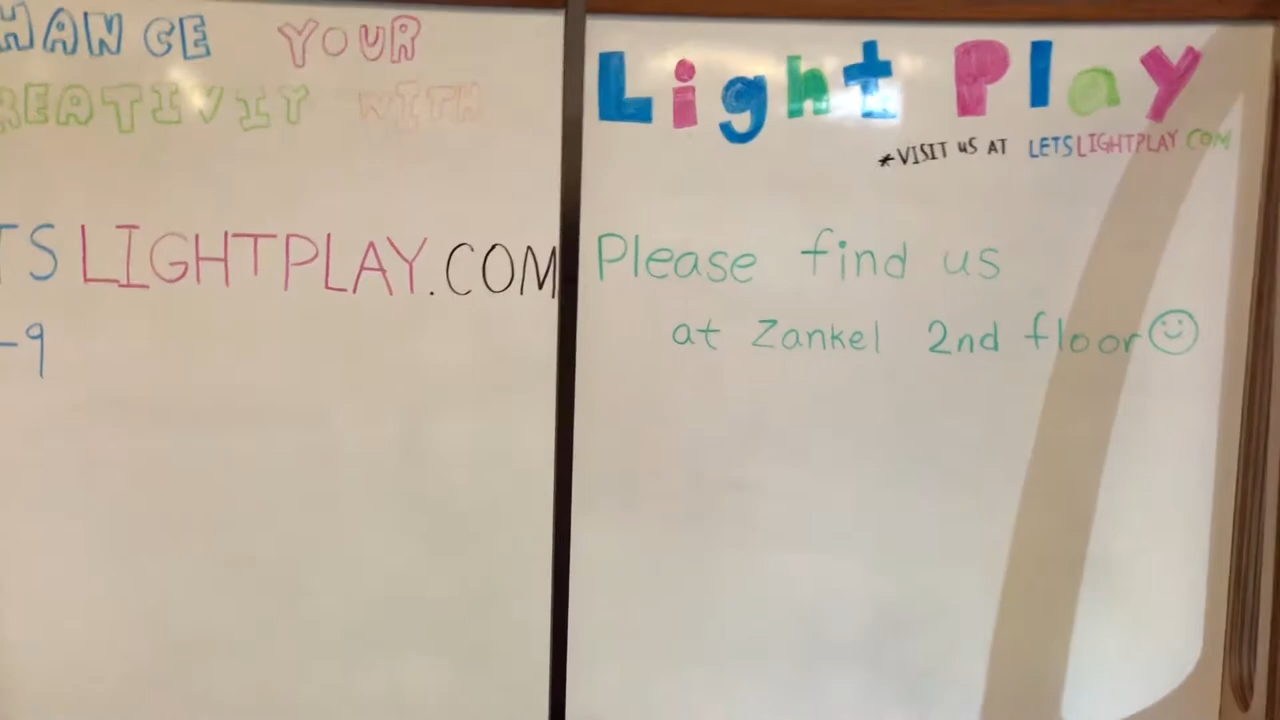 HANCE YOUR
REATIVIY WITH
TS LIGHTPLAY.COM
-9
Light Play
*VISIT US AT LETSLIGHTPLAY.COM
Please find us
at Zankel 2nd floor☺